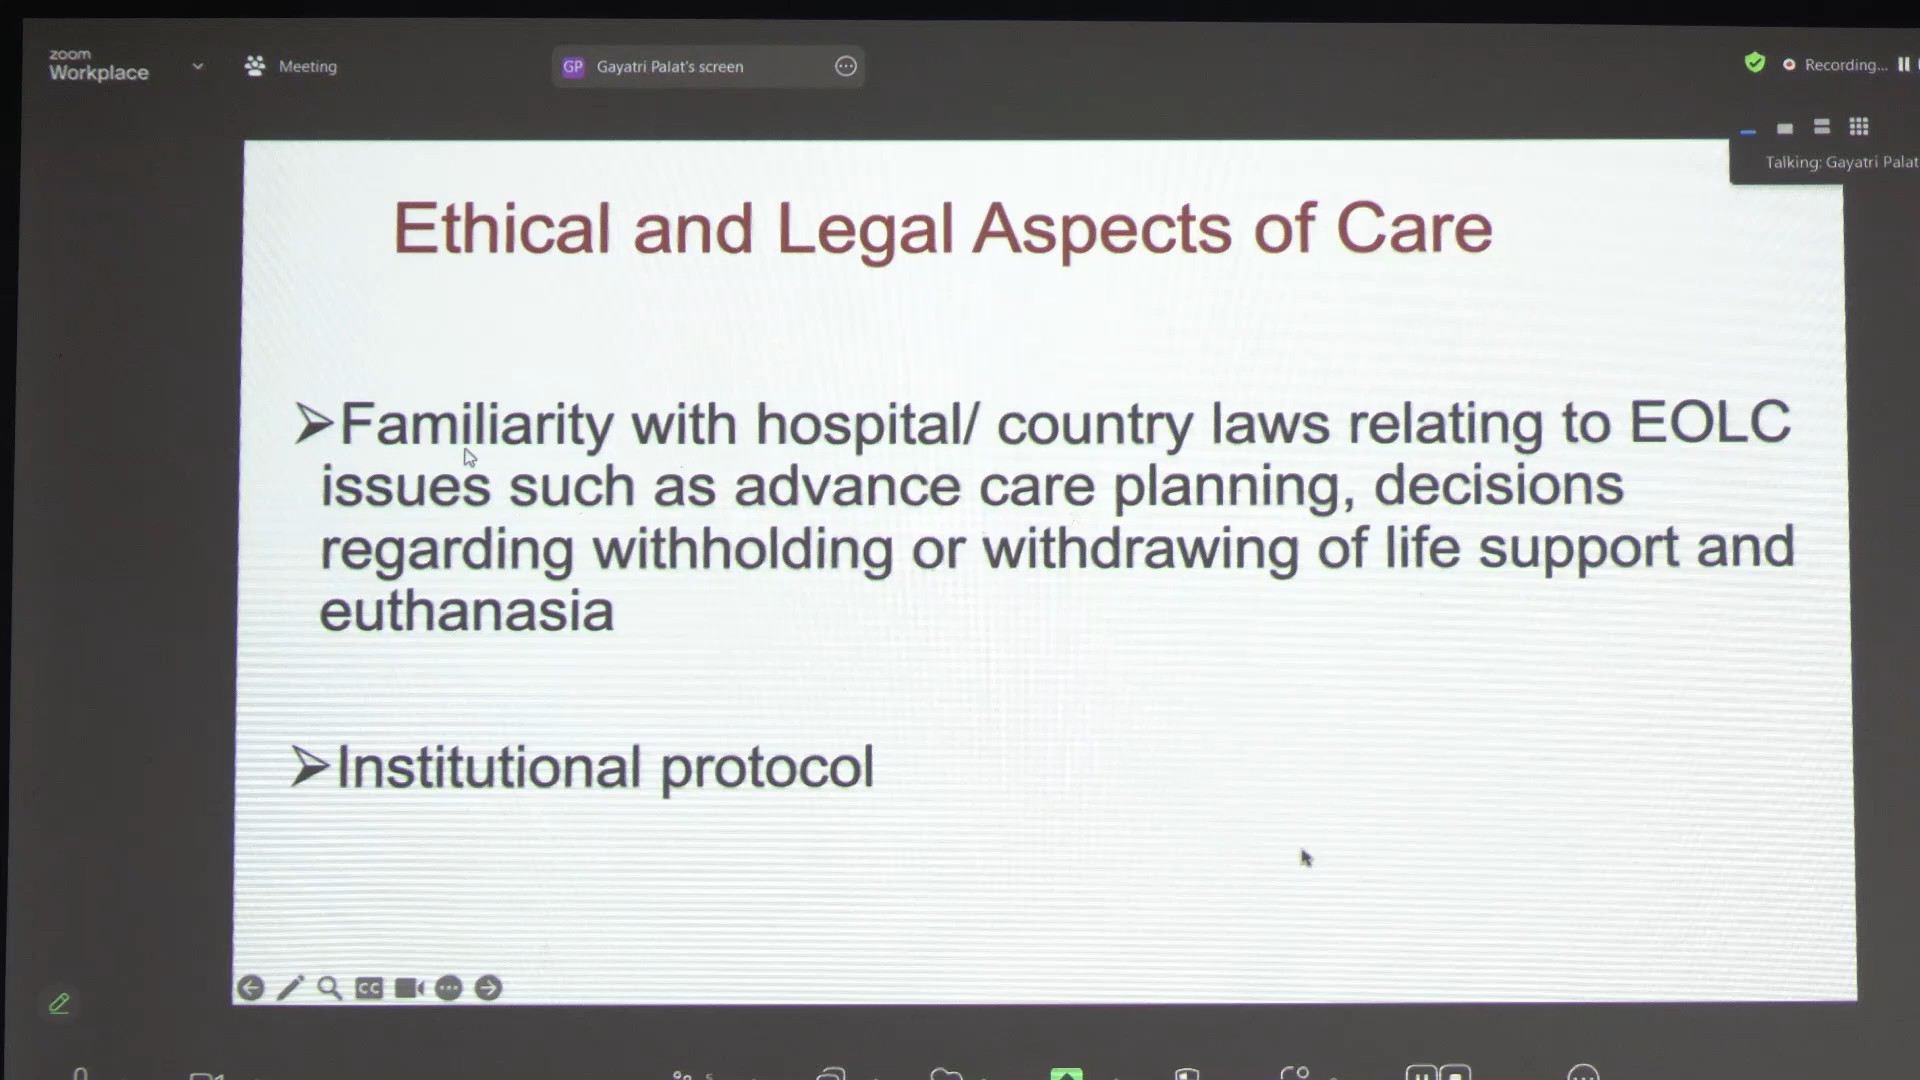 zoom
Workplace
Meeting
GP Gayatri Palat's screen
Recording...
Talking: Gayatri Palat
Ethical and Legal Aspects of Care
➢Familiarity with hospital/ country laws relating to EOLC
issues such as advance care planning, decisions
regarding withholding or withdrawing of life support and
euthanasia
➢Institutional protocol
CC
5